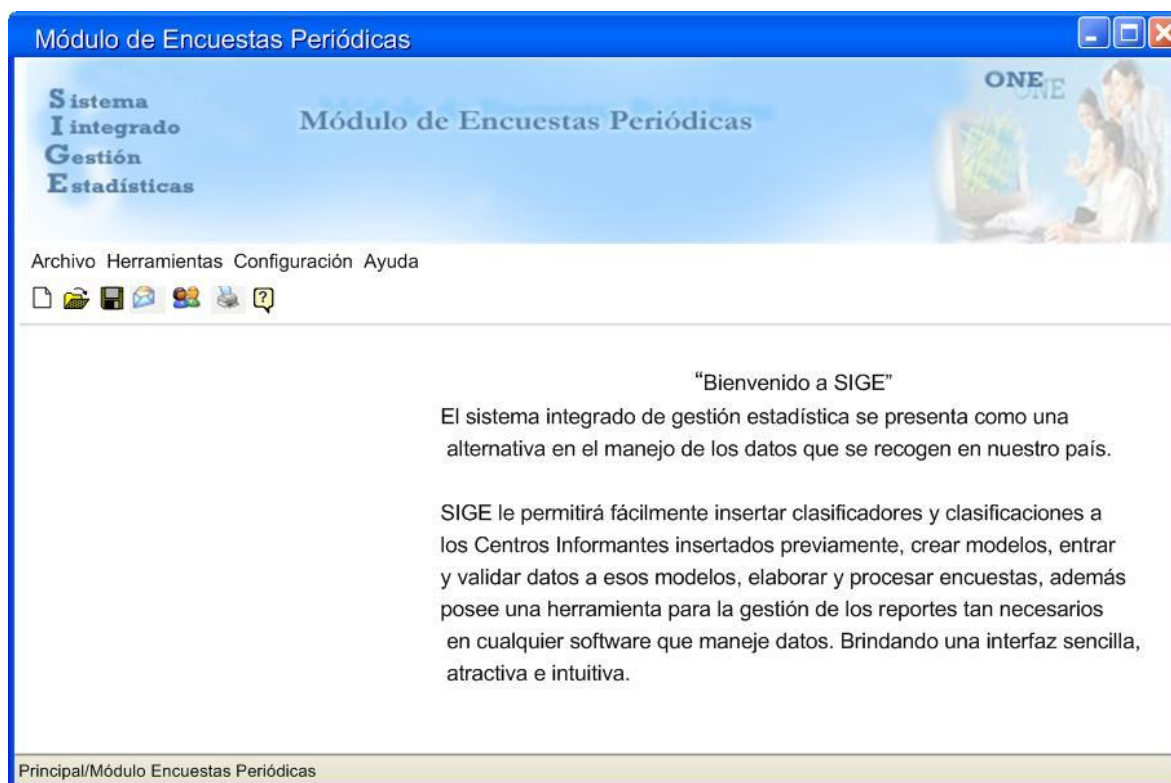 Módulo de Encuestas Periódicas
Sistema
Iintegrado
Gestión
Estadísticas
Módulo de Encuestas Periódicas
ONE
Archivo Herramientas Configuración Ayuda
“Bienvenido a SIGE”
El sistema integrado de gestión estadística se presenta como una
alternativa en el manejo de los datos que se recogen en nuestro país.
SIGE le permitirá fácilmente insertar clasificadores y clasificaciones a
los Centros Informantes insertados previamente, crear modelos, entrar
y validar datos a esos modelos, elaborar y procesar encuestas, además
posee una herramienta para la gestión de los reportes tan necesarios
en cualquier software que maneje datos. Brindando una interfaz sencilla,
atractiva e intuitiva.
Principal/Módulo Encuestas Periódicas